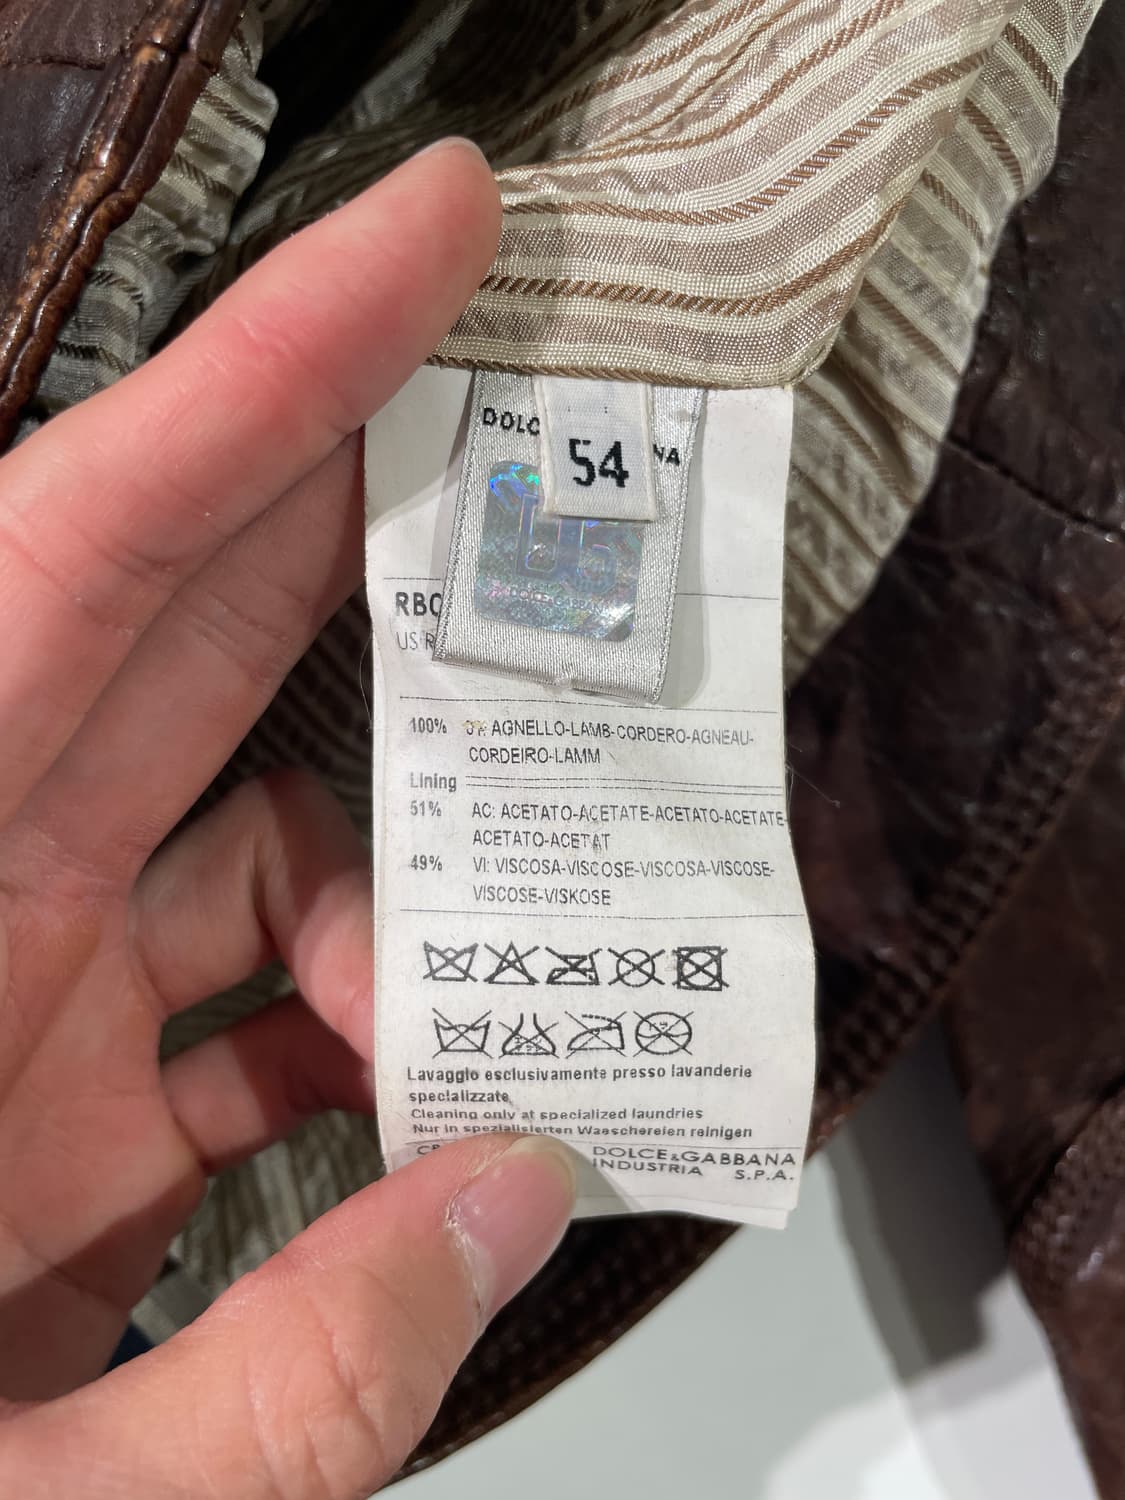 DOLC
NA
54
DG
DOLCE & GABBANA
RBC
US R
100% AGNELLO-LAMB-CORDERO-AGNEAU-
CORDEIRO-LAMM
Lining
51% AC: ACETATO-ACETATE-ACETATO-ACETATE-
ACETATO-ACETAT
49% VI: VISCOSA-VISCOSE-VISCOSA-VISCOSE-
VISCOSE-VISKOSE
Lavaggio esclusivamente presso lavanderie
specializzate
Cleaning only at specialized laundries
Nur in spezialisierten Waeschereien reinigen
DOLCE&GABBANA
INDUSTRIA S.P.A.